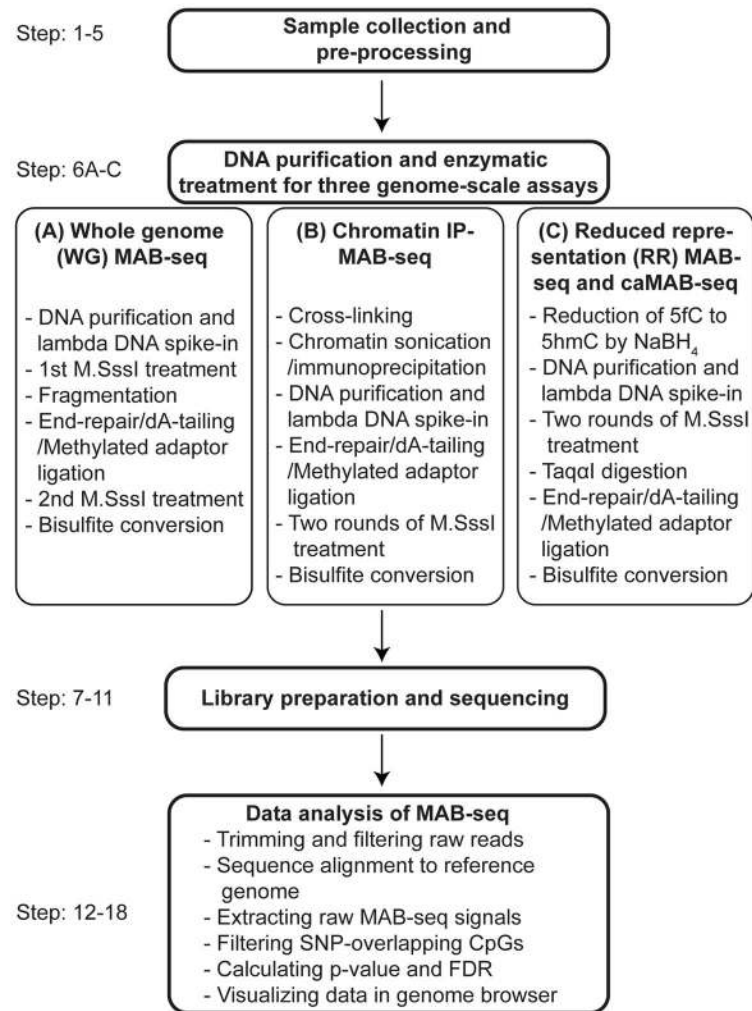 Step: 1-5
Sample collection and
pre-processing
Step: 6A-C
DNA purification and enzymatic
treatment for three genome-scale assays
(A) Whole genome
(WG) MAB-seq
- DNA purification and
lambda DNA spike-in
- 1st M.SssI treatment
- Fragmentation
- End-repair/dA-tailing
/Methylated adaptor
ligation
- 2nd M.SssI treatment
- Bisulfite conversion
(B) Chromatin IP-
MAB-seq
- Cross-linking
- Chromatin sonication
/immunoprecipitation
- DNA purification and
lambda DNA spike-in
- End-repair/dA-tailing
/Methylated adaptor
ligation
- Two rounds of M.SssI
treatment
- Bisulfite conversion
(C) Reduced repre-
sentation (RR) MAB-
seq and caMAB-seq
- Reduction of 5fC to
5hmC by NaBH₄
- DNA purification and
lambda DNA spike-in
- Two rounds of M.SssI
treatment
- TaqαI digestion
- End-repair/dA-tailing
/Methylated adaptor
ligation
- Bisulfite conversion
Step: 7-11
Library preparation and sequencing
Step: 12-18
Data analysis of MAB-seq
- Trimming and filtering raw reads
- Sequence alignment to reference
genome
- Extracting raw MAB-seq signals
- Filtering SNP-overlapping CpGs
- Calculating p-value and FDR
- Visualizing data in genome browser